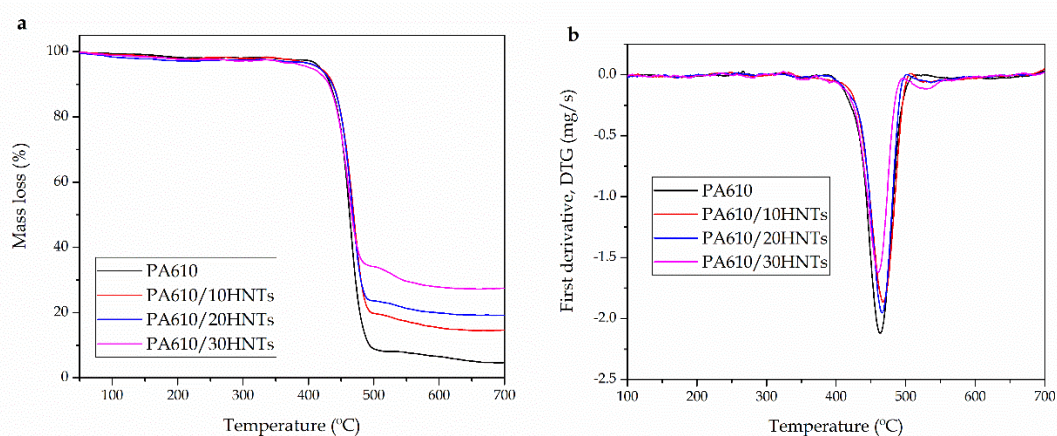 a
Mass loss (%)
100
80
60
40
20
0
PA610
PA610/10HNTs
PA610/20HNTs
PA610/30HNTs
100 200 300 400 500 600 700
Temperature (°C)
b
First derivative, DTG (mg/s)
0.0
-0.5
-1.0
-1.5
-2.0
-2.5
PA610
PA610/10HNTs
PA610/20HNTs
PA610/30HNTs
100 200 300 400 500 600 700
Temperature (°C)